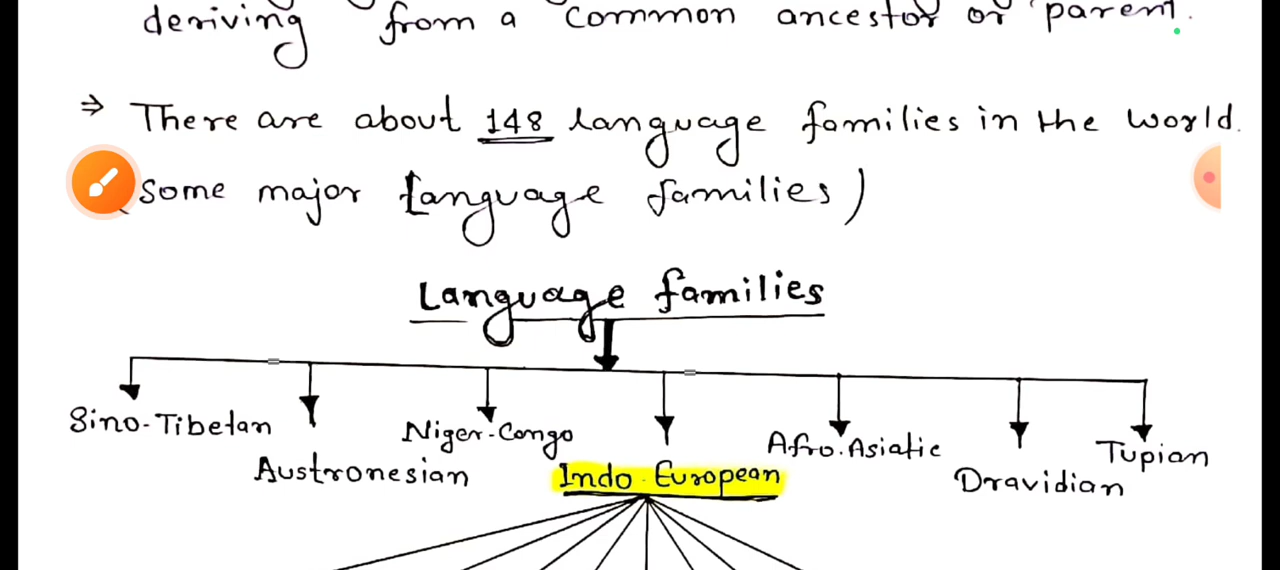 deriving from a common ancestor or parent.
⇒ There are about 148 language families in the world.
some major Language families)
Language families
Sino-Tibetan
Austronesian
Niger-Congo
Indo-European
Afro-Asiatic
Dravidian
Tupian